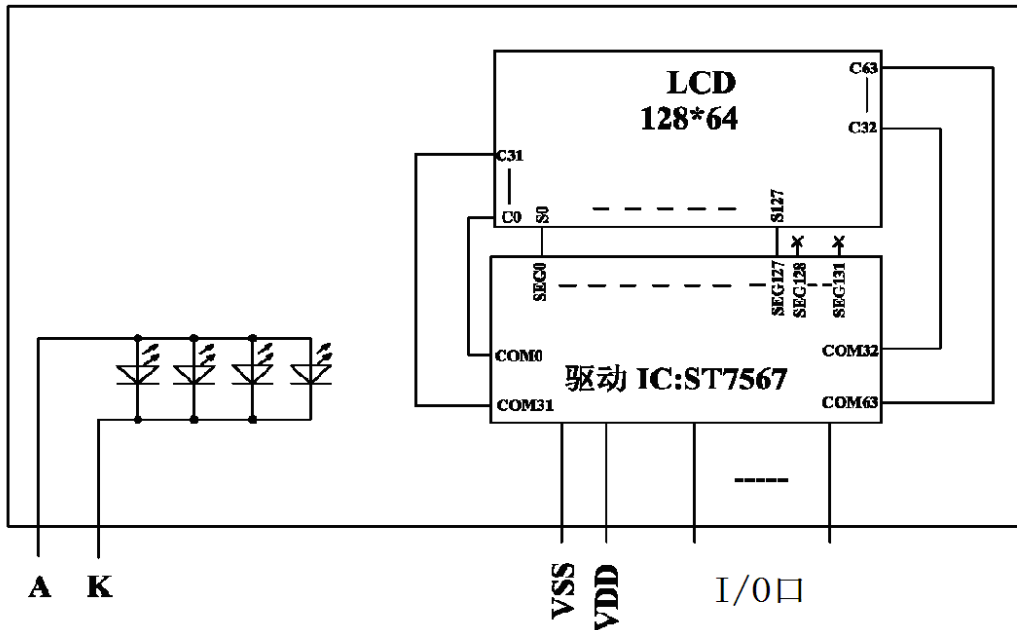 LCD
128*64
C63
C32
C31
C0
S0
S127
SEG0
SEG127
SEG128
SEG131
COM0
COM31
驱动 IC:ST7567
COM32
COM63
A
K
VSS
VDD
I/O口